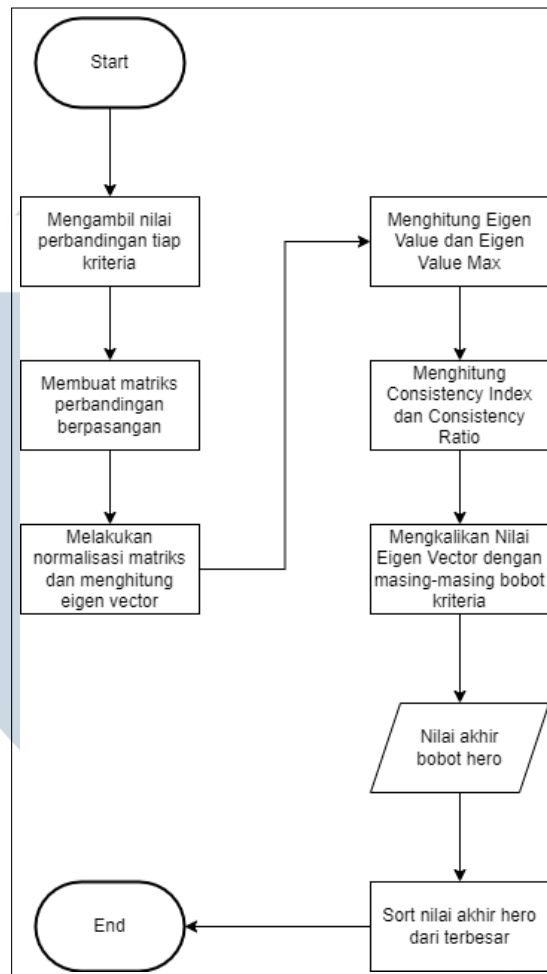 Start
Mengambil nilai
perbandingan tiap
kriteria
Membuat matriks
perbandingan
berpasangan
Melakukan
normalisasi matriks
dan menghitung
eigen vector
Menghitung Eigen
Value dan Eigen
Value Max
Menghitung
Consistency Index
dan Consistency
Ratio
Mengkalikan Nilai
Eigen Vector dengan
masing-masing bobot
kriteria
Nilai akhir
bobot hero
Sort nilai akhir hero
dari terbesar
End